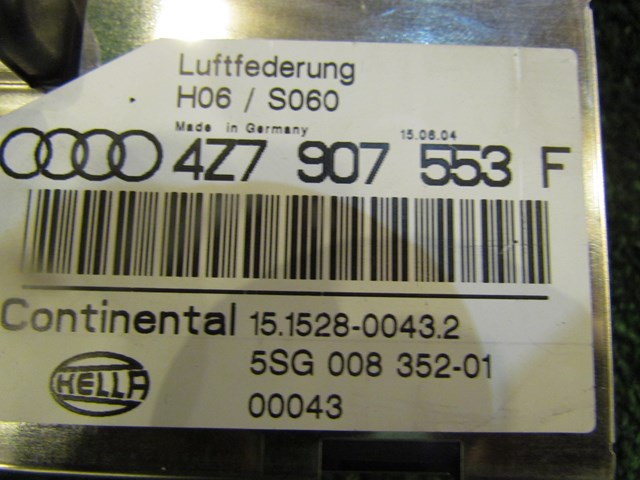 Luftfederung
H06 / S060
Made in Germany 15.06.04
4Z7 907 553 F
Continental 15.1528-0043.2
HELLA 5SG 008 352-01
00043